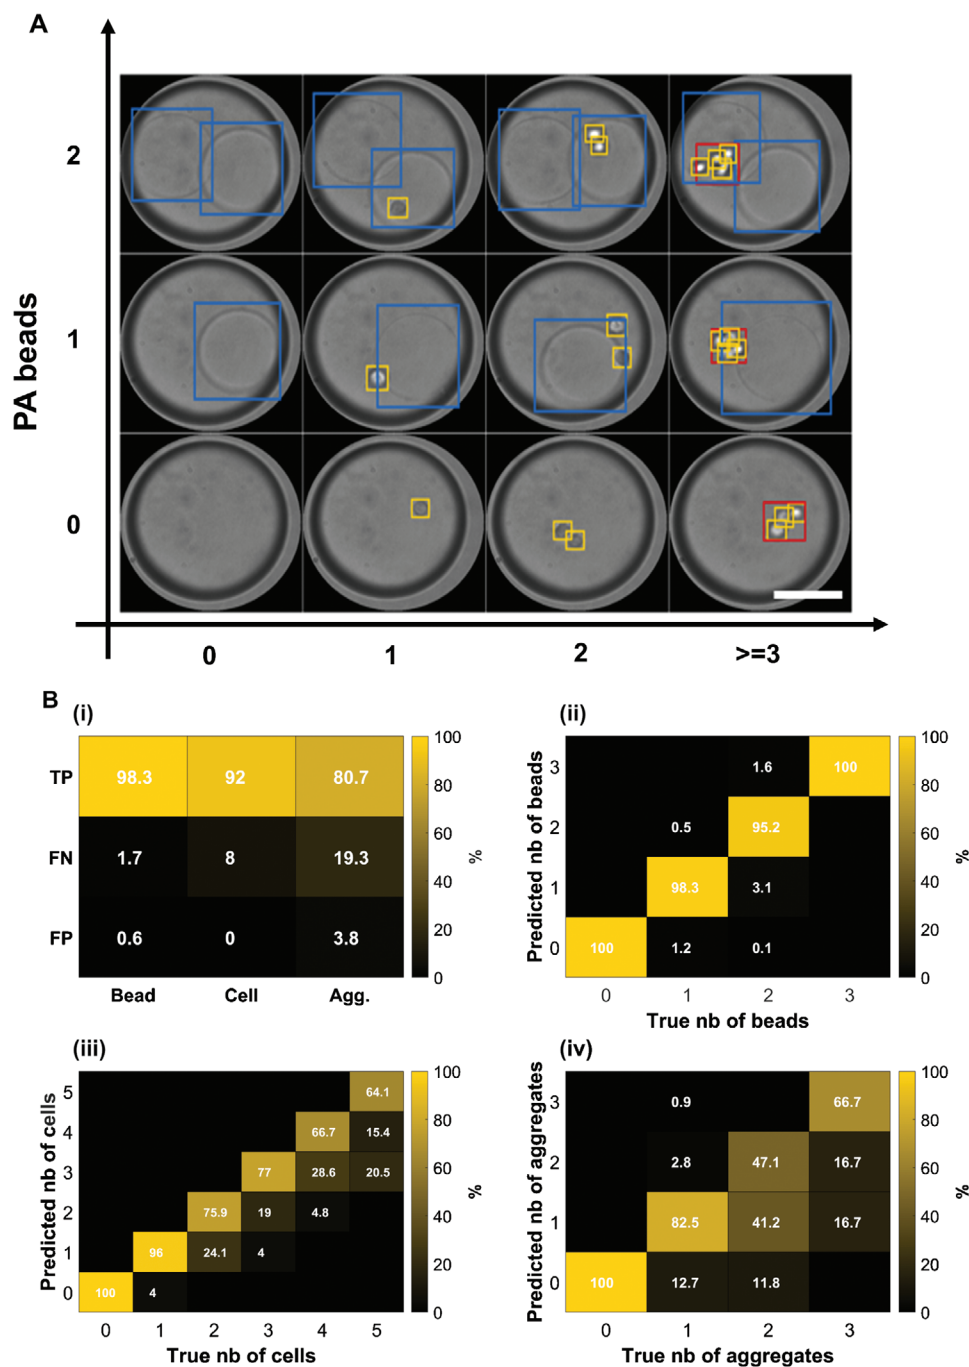 A
PA beads
2
1
0
0 1 2 >=3
B
(i)
TP 98.3 92 80.7
FN 1.7 8 19.3
FP 0.6 0 3.8
Bead Cell Agg.
100
80
60
40
20
0
%
(ii)
Predicted nb of beads
3 1.6 100
2 0.5 95.2
1 98.3 3.1
0 100 1.2 0.1
0 1 2 3
True nb of beads
100
80
60
40
20
0
%
(iii)
Predicted nb of cells
5 64.1
4 66.7 15.4
3 77 28.6 20.5
2 75.9 19 4.8
1 96 24.1 4
0 100 4
0 1 2 3 4 5
True nb of cells
100
80
60
40
20
0
%
(iv)
Predicted nb of aggregates
3 0.9 66.7
2 2.8 47.1 16.7
1 82.5 41.2 16.7
0 100 12.7 11.8
0 1 2 3
True nb of aggregates
100
80
60
40
20
0
%